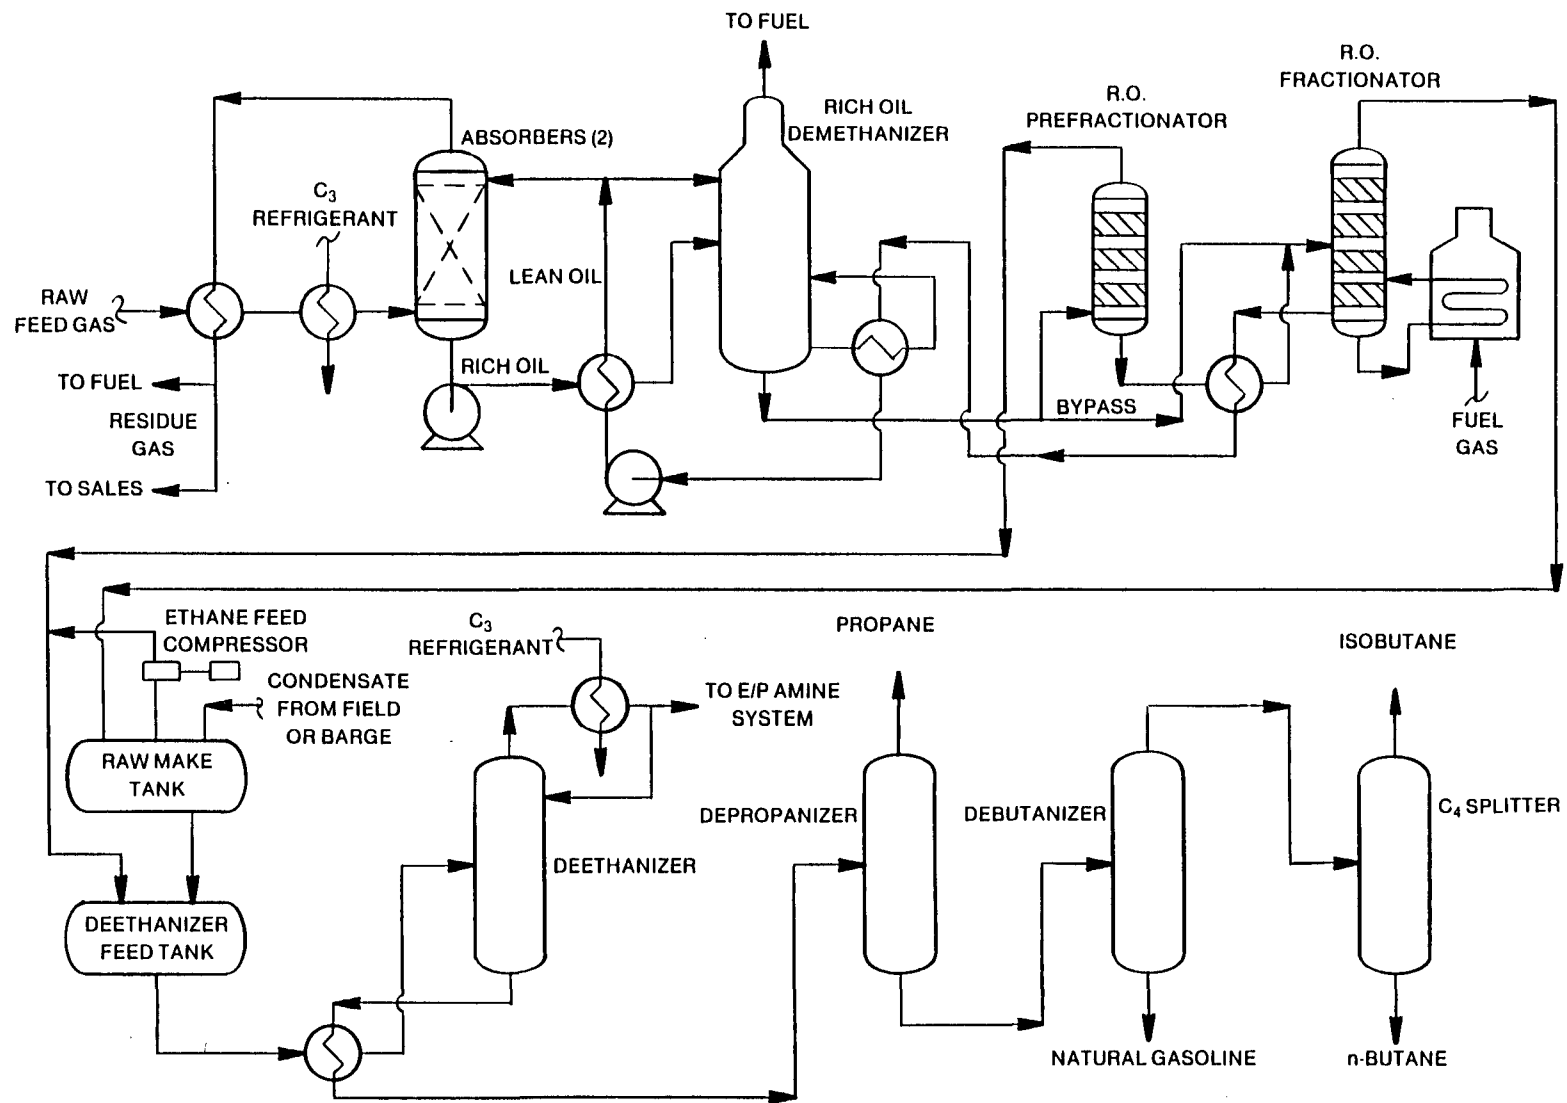 TO FUEL
R.O.
FRACTIONATOR
R.O.
PREFRACTIONATOR
RICH OIL
DEMETHANIZER
ABSORBERS (2)
C3
REFRIGERANT
LEAN OIL
RAW
FEED GAS
RICH OIL
TO FUEL
BYPASS
RESIDUE
GAS
FUEL
GAS
TO SALES
ETHANE FEED
COMPRESSOR
C3
REFRIGERANT
PROPANE
ISOBUTANE
CONDENSATE
FROM FIELD
OR BARGE
TO E/P AMINE
SYSTEM
RAW MAKE
TANK
DEPROPANIZER
DEBUTANIZER
C4 SPLITTER
DEETHANIZER
DEETHANIZER
FEED TANK
NATURAL GASOLINE
n-BUTANE